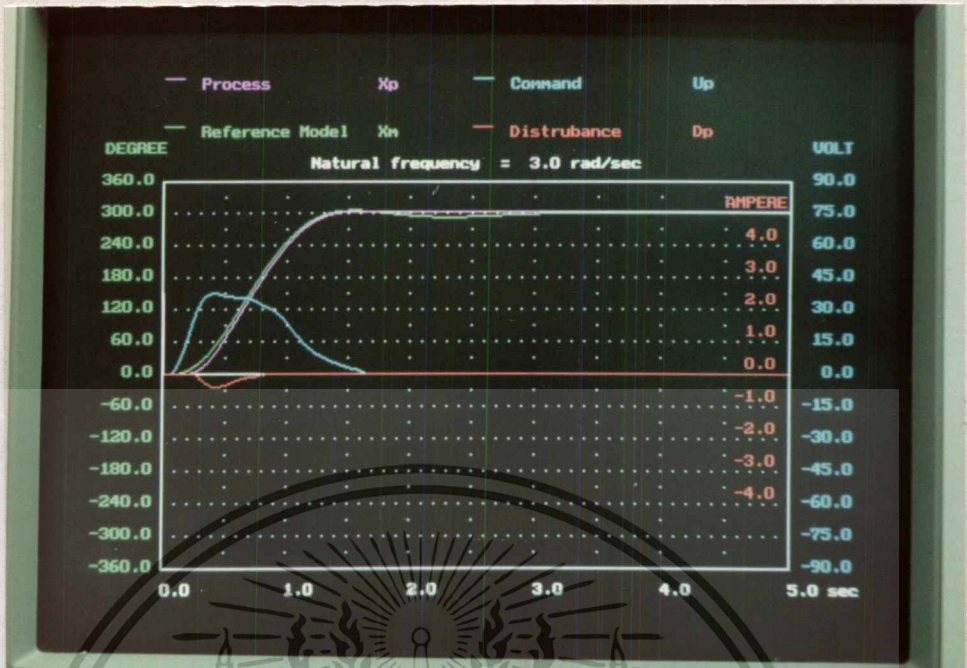 Process Xp Command Up
Reference Model Xm Distrubance Dp
DEGREE VOLT
Natural frequency = 3.0 rad/sec
360.0 90.0
AMPERE
300.0 75.0
240.0 4.0 60.0
180.0 3.0 45.0
120.0 2.0 30.0
60.0 1.0 15.0
0.0 0.0 0.0
-60.0 -1.0 -15.0
-120.0 -2.0 -30.0
-180.0 -3.0 -45.0
-240.0 -4.0 -60.0
-300.0 -75.0
-360.0 -90.0
0.0 1.0 2.0 3.0 4.0 5.0 sec